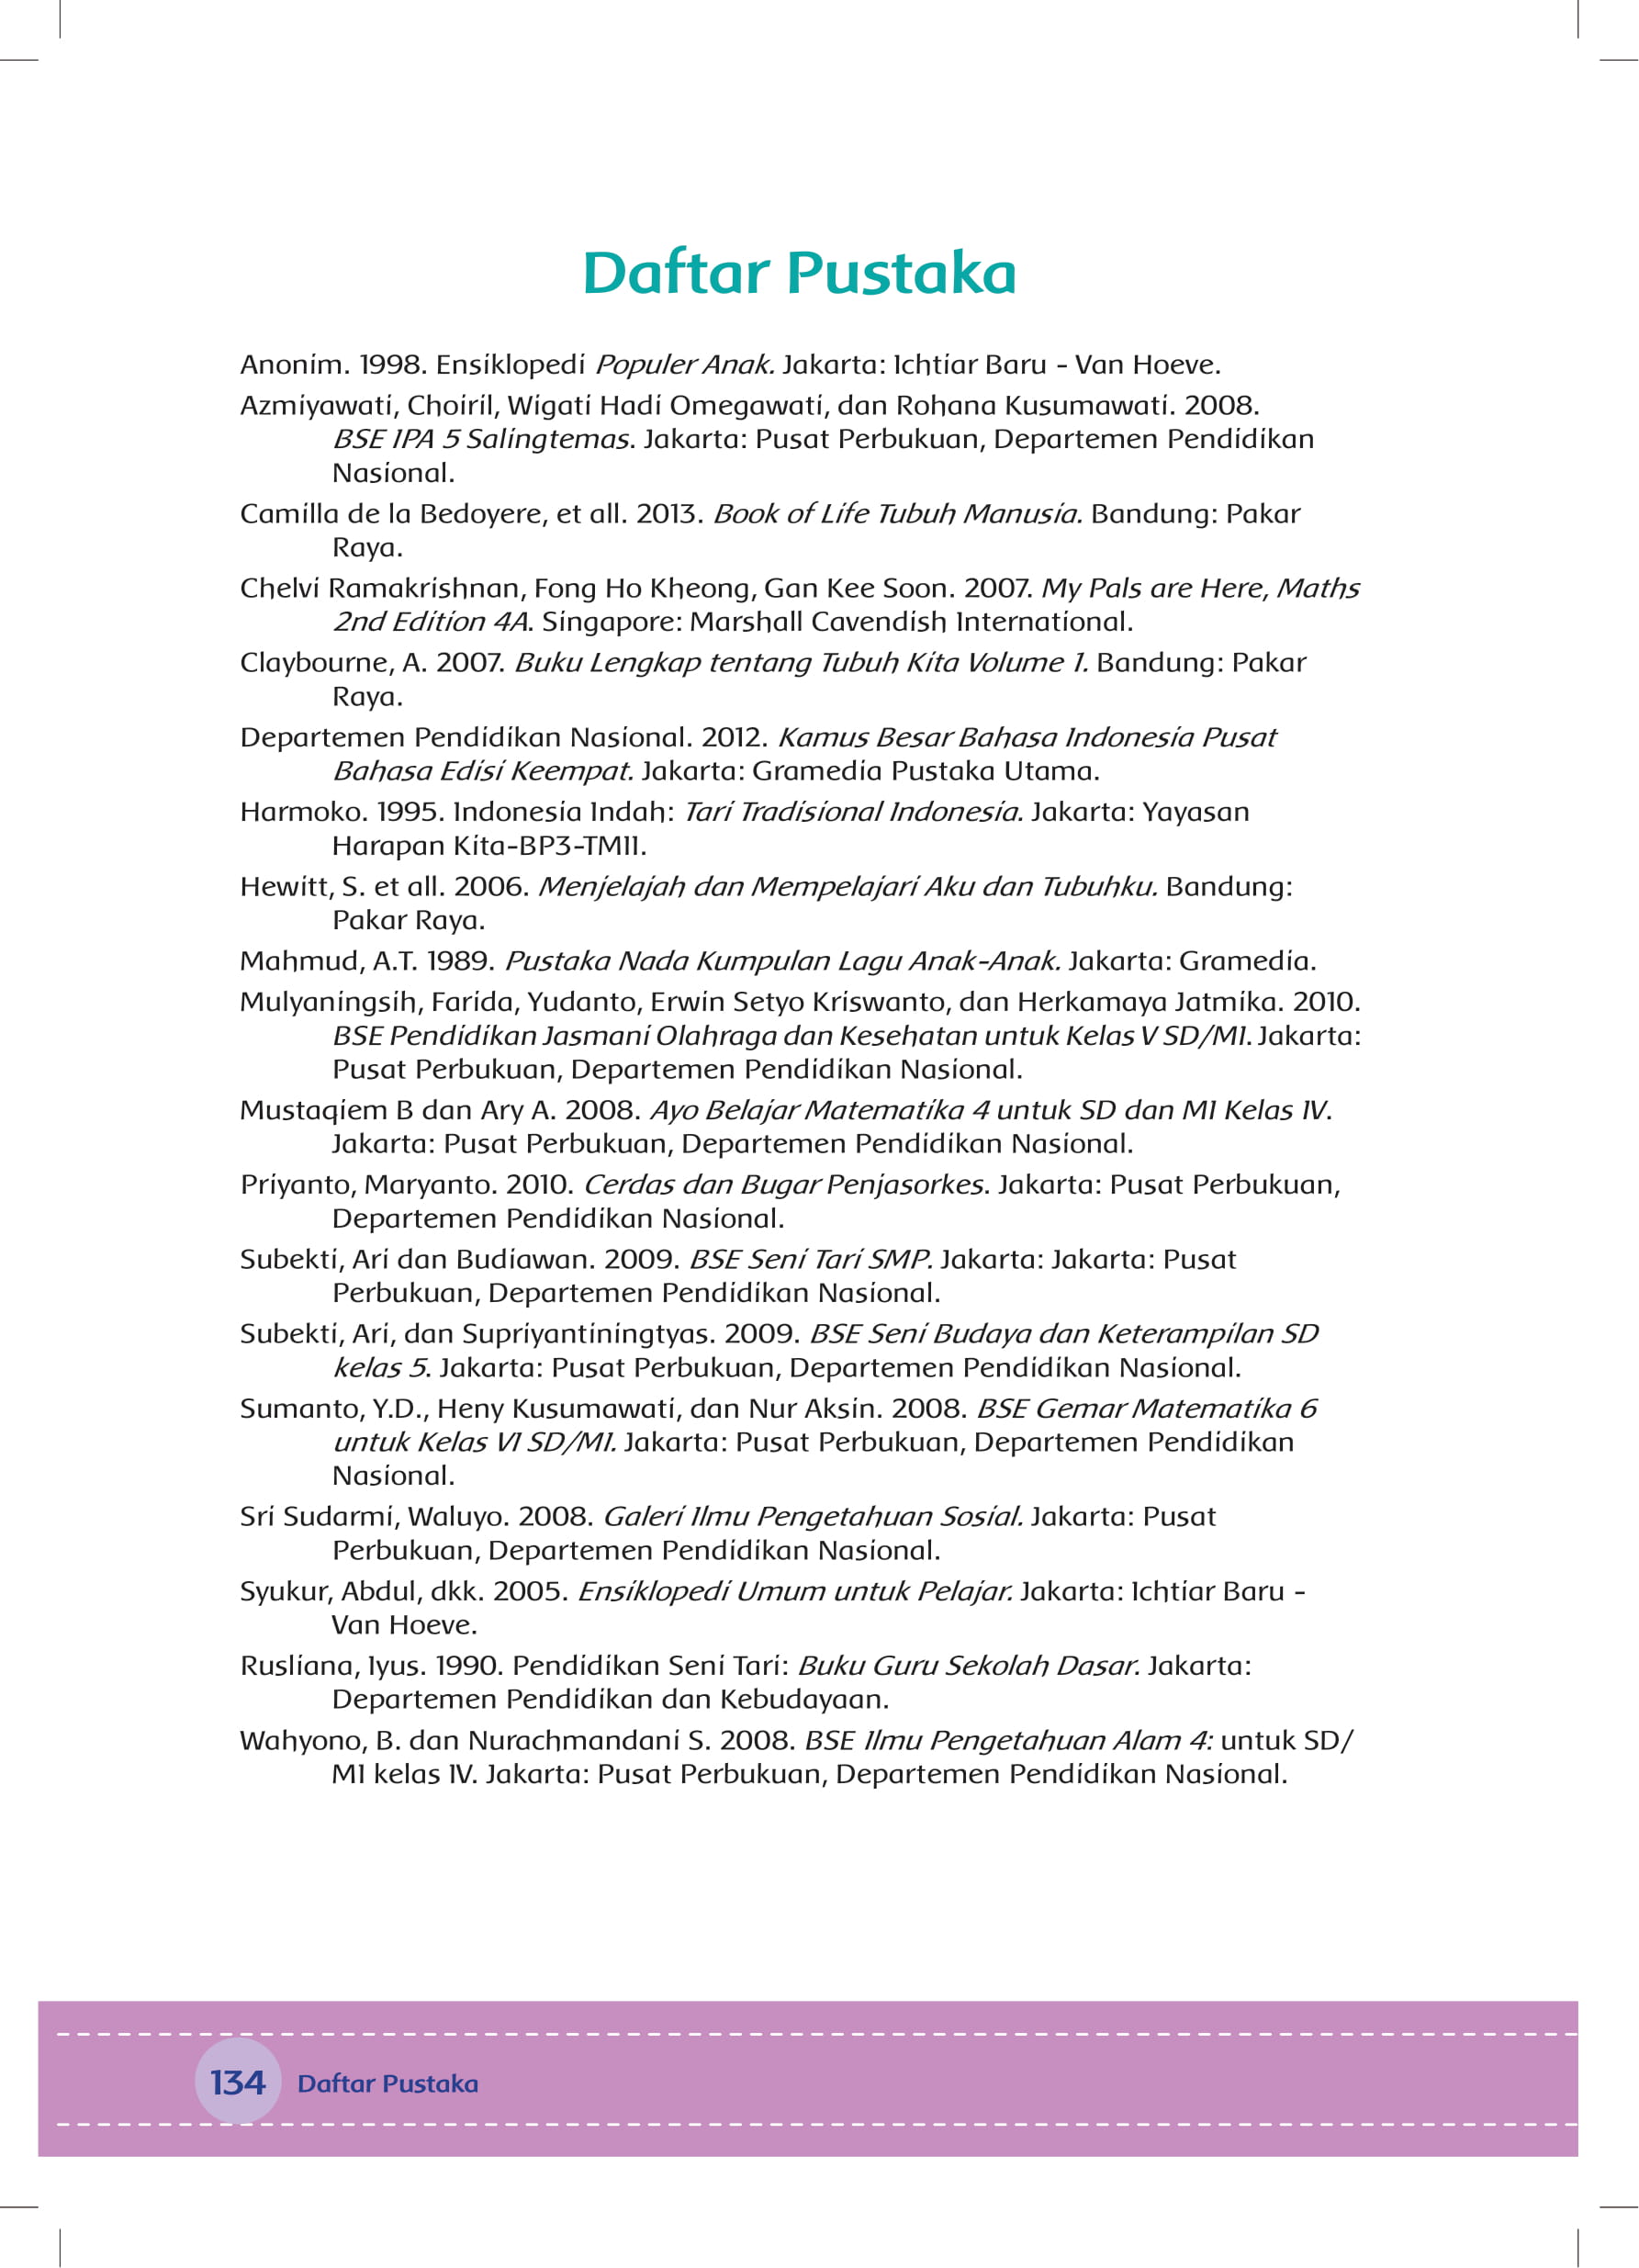 Daftar Pustaka
Anonim. 1998. Ensiklopedi Populer Anak. Jakarta: Ichtiar Baru - Van Hoeve.
Azmiyawati, Choiril, Wigati Hadi Omegawati, dan Rohana Kusumawati. 2008.
BSE IPA 5 Salingtemas. Jakarta: Pusat Perbukuan, Departemen Pendidikan
Nasional.
Camilla de la Bedoyere, et all. 2013. Book of Life Tubuh Manusia. Bandung: Pakar
Raya.
Chelvi Ramakrishnan, Fong Ho Kheong, Gan Kee Soon. 2007. My Pals are Here, Maths
2nd Edition 4A. Singapore: Marshall Cavendish International.
Claybourne, A. 2007. Buku Lengkap tentang Tubuh Kita Volume 1. Bandung: Pakar
Raya.
Departemen Pendidikan Nasional. 2012. Kamus Besar Bahasa Indonesia Pusat
Bahasa Edisi Keempat. Jakarta: Gramedia Pustaka Utama.
Harmoko. 1995. Indonesia Indah: Tari Tradisional Indonesia. Jakarta: Yayasan
Harapan Kita-BP3-TMII.
Hewitt, S. et all. 2006. Menjelajah dan Mempelajari Aku dan Tubuhku. Bandung:
Pakar Raya.
Mahmud, A.T. 1989. Pustaka Nada Kumpulan Lagu Anak-Anak. Jakarta: Gramedia.
Mulyaningsih, Farida, Yudanto, Erwin Setyo Kriswanto, dan Herkamaya Jatmika. 2010.
BSE Pendidikan Jasmani Olahraga dan Kesehatan untuk Kelas V SD/MI. Jakarta:
Pusat Perbukuan, Departemen Pendidikan Nasional.
Mustaqiem B dan Ary A. 2008. Ayo Belajar Matematika 4 untuk SD dan MI Kelas IV.
Jakarta: Pusat Perbukuan, Departemen Pendidikan Nasional.
Priyanto, Maryanto. 2010. Cerdas dan Bugar Penjasorkes. Jakarta: Pusat Perbukuan,
Departemen Pendidikan Nasional.
Subekti, Ari dan Budiawan. 2009. BSE Seni Tari SMP. Jakarta: Jakarta: Pusat
Perbukuan, Departemen Pendidikan Nasional.
Subekti, Ari, dan Supriyantiningtyas. 2009. BSE Seni Budaya dan Keterampilan SD
kelas 5. Jakarta: Pusat Perbukuan, Departemen Pendidikan Nasional.
Sumanto, Y.D., Heny Kusumawati, dan Nur Aksin. 2008. BSE Gemar Matematika 6
untuk Kelas VI SD/MI. Jakarta: Pusat Perbukuan, Departemen Pendidikan
Nasional.
Sri Sudarmi, Waluyo. 2008. Galeri Ilmu Pengetahuan Sosial. Jakarta: Pusat
Perbukuan, Departemen Pendidikan Nasional.
Syukur, Abdul, dkk. 2005. Ensiklopedi Umum untuk Pelajar. Jakarta: Ichtiar Baru -
Van Hoeve.
Rusliana, Iyus. 1990. Pendidikan Seni Tari: Buku Guru Sekolah Dasar. Jakarta:
Departemen Pendidikan dan Kebudayaan.
Wahyono, B. dan Nurachmandani S. 2008. BSE Ilmu Pengetahuan Alam 4: untuk SD/
MI kelas IV. Jakarta: Pusat Perbukuan, Departemen Pendidikan Nasional.
134 Daftar Pustaka